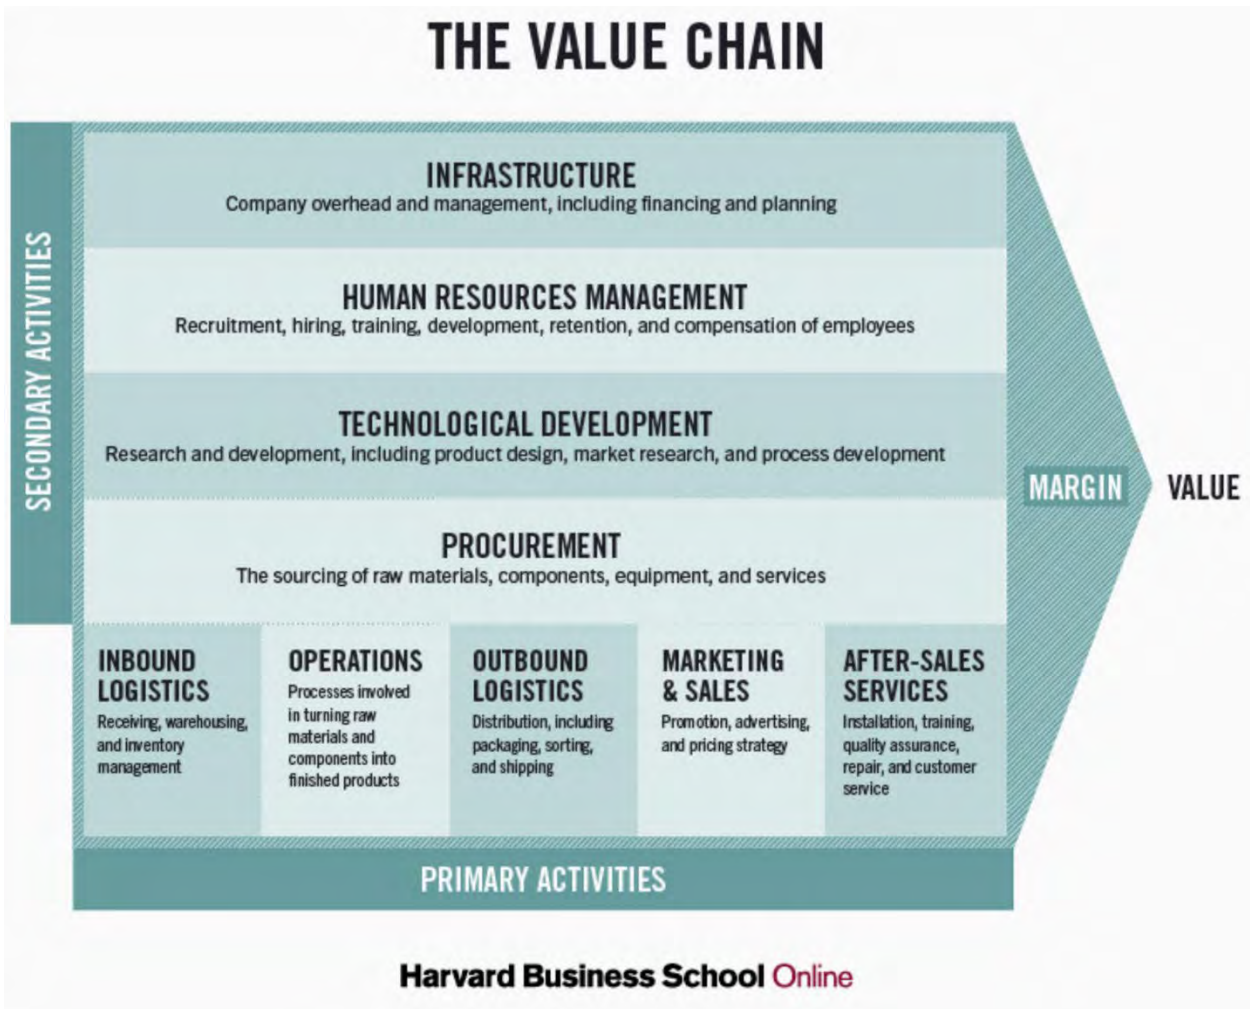 THE VALUE CHAIN
SECONDARY ACTIVITIES
INFRASTRUCTURE
Company overhead and management, including financing and planning
HUMAN RESOURCES MANAGEMENT
Recruitment, hiring, training, development, retention, and compensation of employees
TECHNOLOGICAL DEVELOPMENT
Research and development, including product design, market research, and process development
PROCUREMENT
The sourcing of raw materials, components, equipment, and services
MARGIN
VALUE
INBOUND
LOGISTICS
Receiving, warehousing,
and inventory
management
OPERATIONS
Processes involved
in turning raw
materials and
components into
finished products
OUTBOUND
LOGISTICS
Distribution, including
packaging, sorting,
and shipping
MARKETING
& SALES
Promotion, advertising,
and pricing strategy
AFTER-SALES
SERVICES
Installation, training,
quality assurance,
repair, and customer
service
PRIMARY ACTIVITIES
Harvard Business School Online